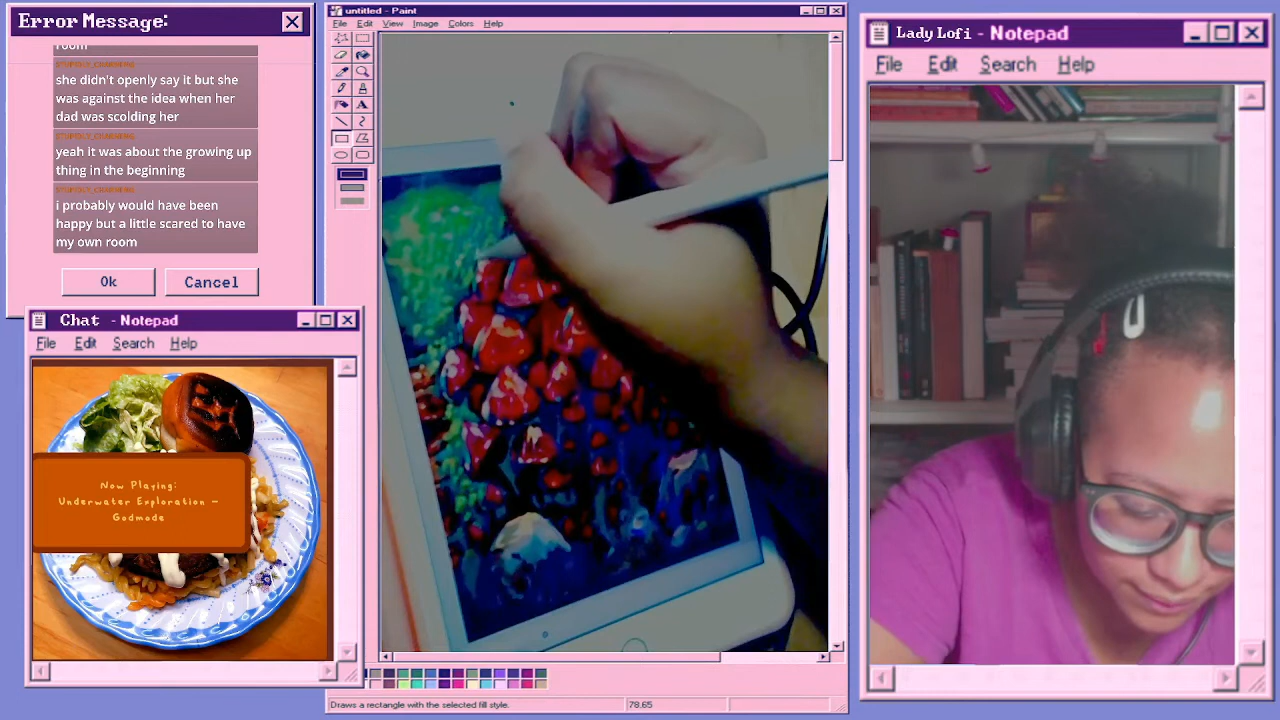 Error Message:
room
STUPIDLY_CHARMING
she didn't openly say it but she
was against the idea when her
dad was scolding her
STUPIDLY_CHARMING
yeah it was about the growing up
thing in the beginning
STUPIDLY_CHARMING
i probably would have been
happy but a little scared to have
my own room
Ok Cancel
Chat - Notepad
File Edit Search Help
Now Playing:
Underwater Exploration -
Godmode
untitled - Paint
File Edit View Image Colors Help
A
Draws a rectangle with the selected fill style.
78,65
Lady Lofi - Notepad
File Edit Search Help